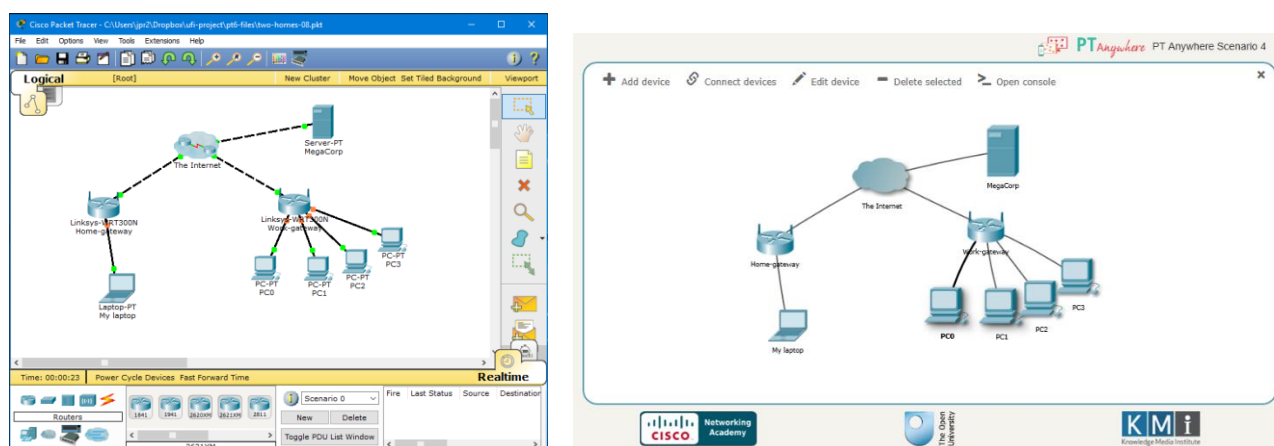 Cisco Packet Tracer - C:\Users\jpr2\Dropbox\ufi-project\pt6-files\two-homes-08.pkt
File Edit Options View Tools Extensions Help
Logical [Root] New Cluster Move Object Set Tiled Background Viewport
Server-PT
MegaCorp
The Internet
Linksys-WRT300N
Home-gateway
Linksys-WRT300N
Work-gateway
PC-PT
PC3
PC-PT
PC0
PC-PT
PC1
PC-PT
PC2
Laptop-PT
My laptop
Time: 00:00:23 Power Cycle Devices Fast Forward Time Realtime
Scenario 0
Fire Last Status Source Destination
Routers
1841 1941 2620XM 2621XM 2811
New Delete
Toggle PDU List Window
2621XM
PT Anywhere PT Anywhere Scenario 4
Add device Connect devices Edit device Delete selected Open console
MegaCorp
The Internet
Work-gateway
Home-gateway
PC3
PC2
PC0
PC1
My laptop
CISCO Networking Academy
The Open University
KMi
Knowledge Media Institute